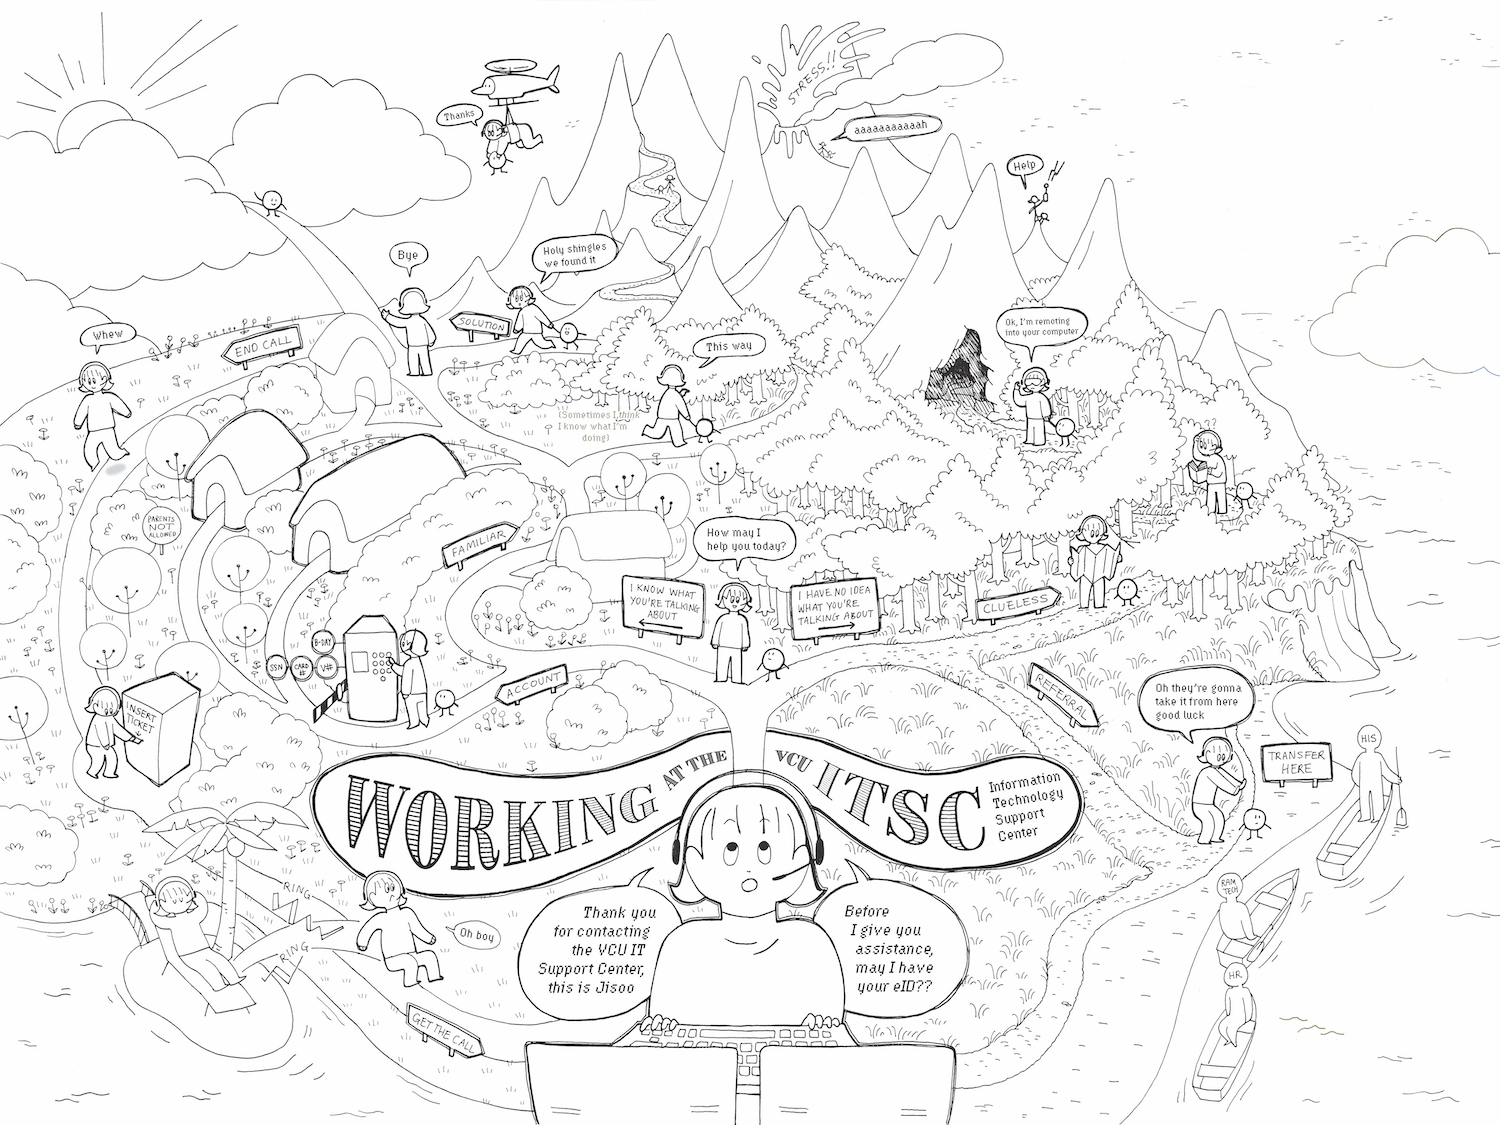 STRESS!!
aaaaaaaaaaah
Thanks
Help
Bye
Holy shingles
we found it
SOLUTION
Whew
END CALL
This way
Ok, I'm remoting
into your computer
(Sometimes I think
I know what I'm
doing)
???
PARENTS
NOT
ALLOWED
FAMILIAR
How may I
help you today?
I KNOW WHAT
YOU'RE TALKING
ABOUT
I HAVE NO IDEA
WHAT YOU'RE
TALKING ABOUT
CLUELESS
B-DAY
SSN
CARD
#
V#
ACCOUNT
REFERRAL
INSERT
TICKET
Oh they're gonna
take it from here
good luck
TRANSFER
HERE
HIS
WORKING AT THE VCU ITSC
Information
Technology
Support
Center
RAM
TECH
HR
RING
RING
Oh boy
GET THE CALL
Thank you
for contacting
the VCU IT
Support Center,
this is Jisoo
Before
I give you
assistance,
may I have
your eID??